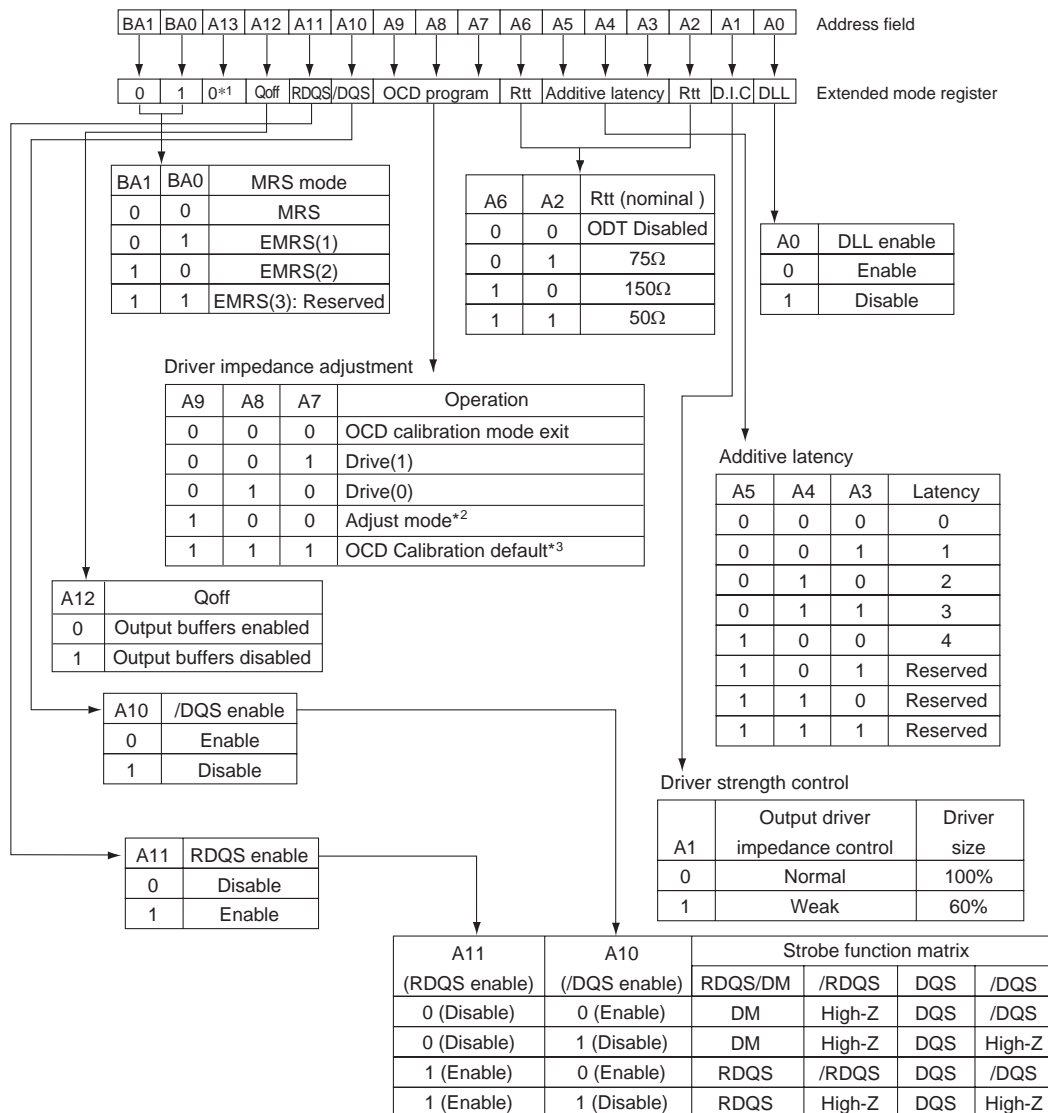 BA1 BA0 A13 A12 A11 A10 A9 A8 A7 A6 A5 A4 A3 A2 A1 A0 Address field
0 1 0*1 Qoff RDQS /DQS OCD program Rtt Additive latency Rtt D.I.C DLL Extended mode register
BA1 BA0 MRS mode
0 0 MRS
0 1 EMRS(1)
1 0 EMRS(2)
1 1 EMRS(3): Reserved
A6 A2 Rtt (nominal )
0 0 ODT Disabled
0 1 75Ω
1 0 150Ω
1 1 50Ω
A0 DLL enable
0 Enable
1 Disable
Driver impedance adjustment
A9 A8 A7 Operation
0 0 0 OCD calibration mode exit
0 0 1 Drive(1)
0 1 0 Drive(0)
1 0 0 Adjust mode*2
1 1 1 OCD Calibration default*3
Additive latency
A5 A4 A3 Latency
0 0 0 0
0 0 1 1
0 1 0 2
0 1 1 3
1 0 0 4
1 0 1 Reserved
1 1 0 Reserved
1 1 1 Reserved
A12 Qoff
0 Output buffers enabled
1 Output buffers disabled
A10 /DQS enable
0 Enable
1 Disable
Driver strength control
A1 Output driver impedance control Driver size
0 Normal 100%
1 Weak 60%
A11 RDQS enable
0 Disable
1 Enable
A11 A10 Strobe function matrix
(RDQS enable) (/DQS enable) RDQS/DM /RDQS DQS /DQS
0 (Disable) 0 (Enable) DM High-Z DQS /DQS
0 (Disable) 1 (Disable) DM High-Z DQS High-Z
1 (Enable) 0 (Enable) RDQS /RDQS DQS /DQS
1 (Enable) 1 (Disable) RDQS High-Z DQS High-Z